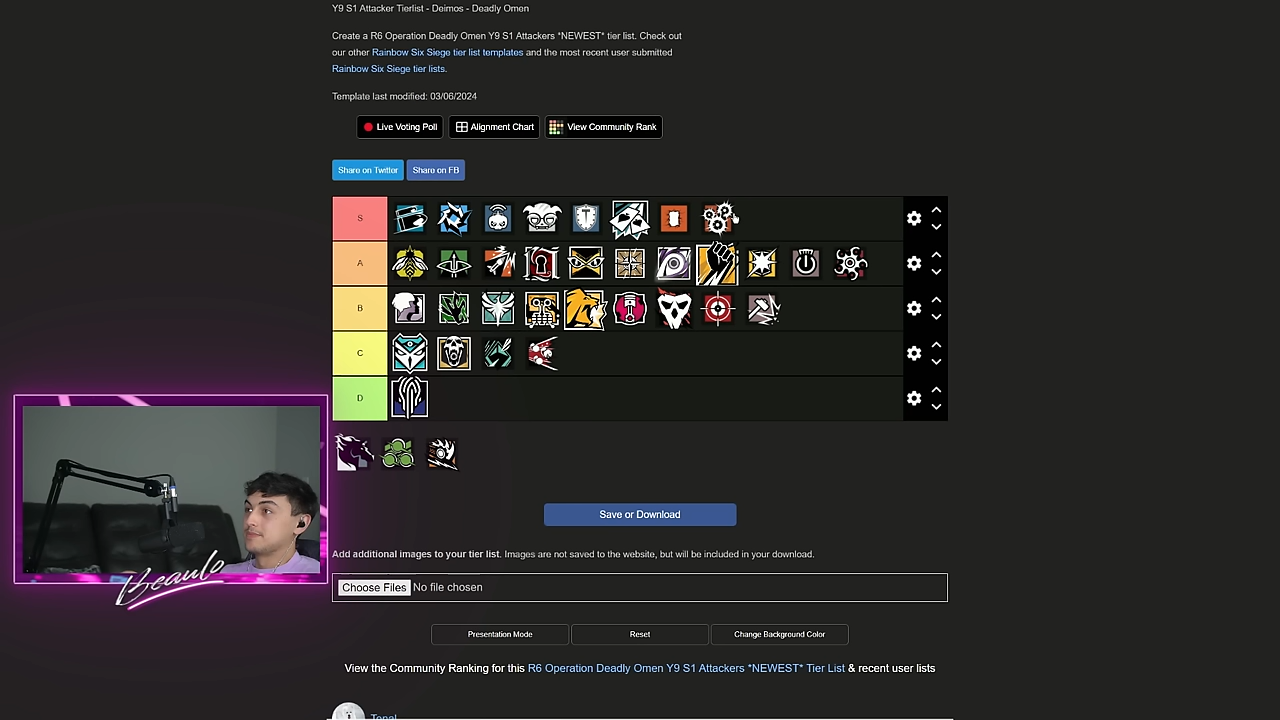 Y9 S1 Attacker Tierlist - Deimos - Deadly Omen
Create a R6 Operation Deadly Omen Y9 S1 Attackers *NEWEST* tier list. Check out
our other Rainbow Six Siege tier list templates and the most recent user submitted
Rainbow Six Siege tier lists.
Template last modified: 03/06/2024
Live Voting Poll
Alignment Chart
View Community Rank
Share on Twitter
Share on FB
S
A
B
C
D
Beaulo
Save or Download
Add additional images to your tier list. Images are not saved to the website, but will be included in your download.
Choose Files No file chosen
Presentation Mode
Reset
Change Background Color
View the Community Ranking for this R6 Operation Deadly Omen Y9 S1 Attackers *NEWEST* Tier List & recent user lists